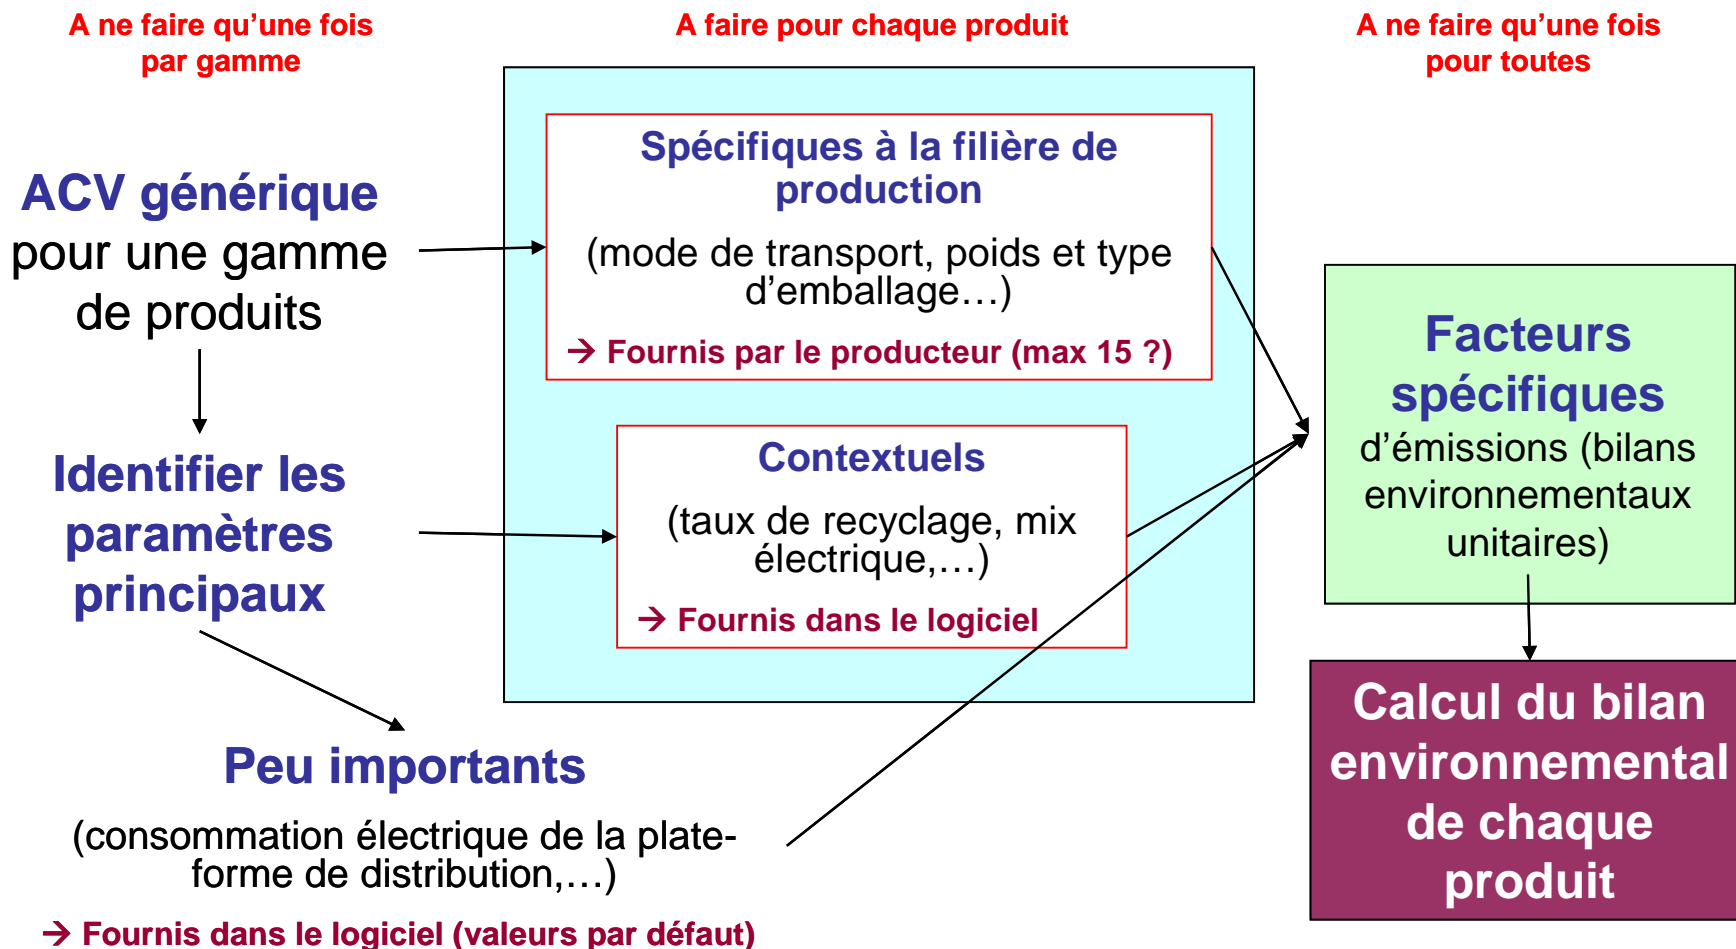 A ne faire qu'une fois
par gamme
A faire pour chaque produit
A ne faire qu'une fois
pour toutes
ACV générique
pour une gamme
de produits
Identifier les
paramètres
principaux
Peu importants
(consommation électrique de la plate-
forme de distribution,…)
→ Fournis dans le logiciel (valeurs par défaut)
Spécifiques à la filière de
production
(mode de transport, poids et type
d'emballage…)
→ Fournis par le producteur (max 15 ?)
Contextuels
(taux de recyclage, mix
électrique,…)
→ Fournis dans le logiciel
Facteurs
spécifiques
d'émissions (bilans
environnementaux
unitaires)
Calcul du bilan
environnemental
de chaque
produit